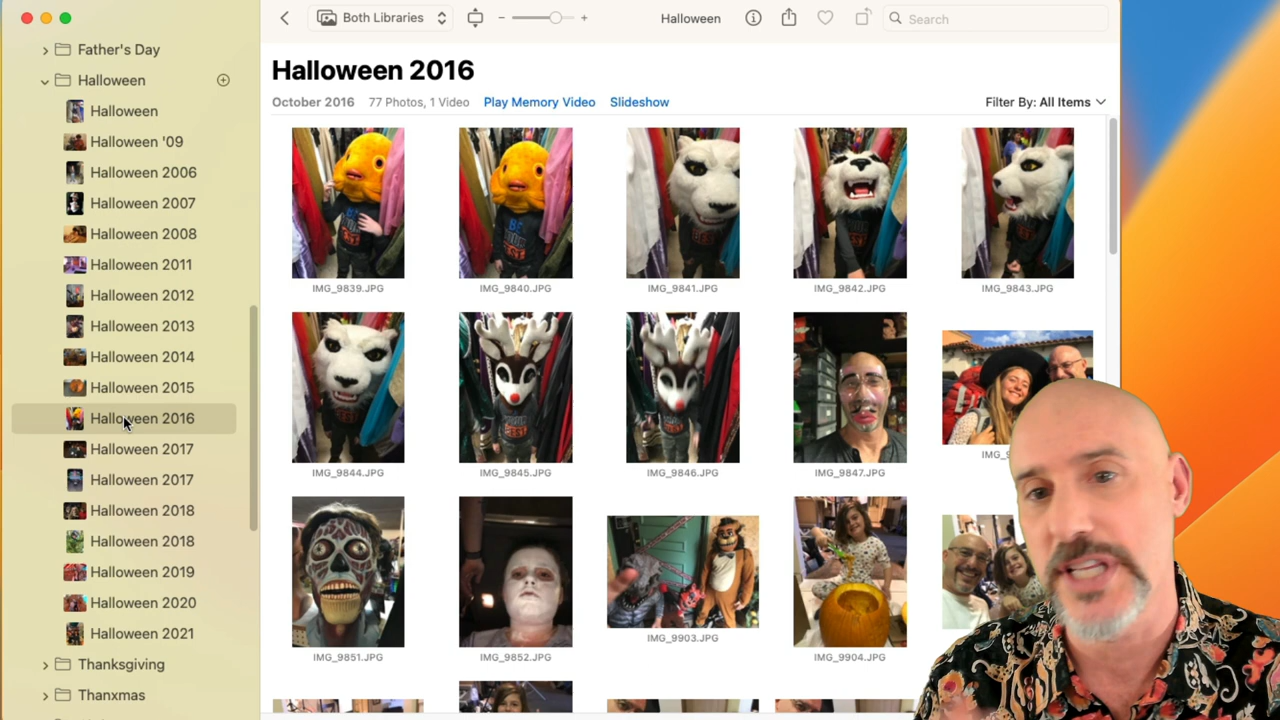 Both Libraries
Halloween
Search
Father's Day
Halloween
Halloween
Halloween '09
Halloween 2006
Halloween 2007
Halloween 2008
Halloween 2011
Halloween 2012
Halloween 2013
Halloween 2014
Halloween 2015
Halloween 2016
Halloween 2017
Halloween 2017
Halloween 2018
Halloween 2018
Halloween 2019
Halloween 2020
Halloween 2021
Thanksgiving
Thanxmas
Halloween 2016
October 2016 77 Photos, 1 Video Play Memory Video Slideshow Filter By: All Items
IMG_9839.JPG IMG_9840.JPG IMG_9841.JPG IMG_9842.JPG IMG_9843.JPG
IMG_9844.JPG IMG_9845.JPG IMG_9846.JPG IMG_9847.JPG
IMG_9851.JPG IMG_9852.JPG IMG_9903.JPG IMG_9904.JPG